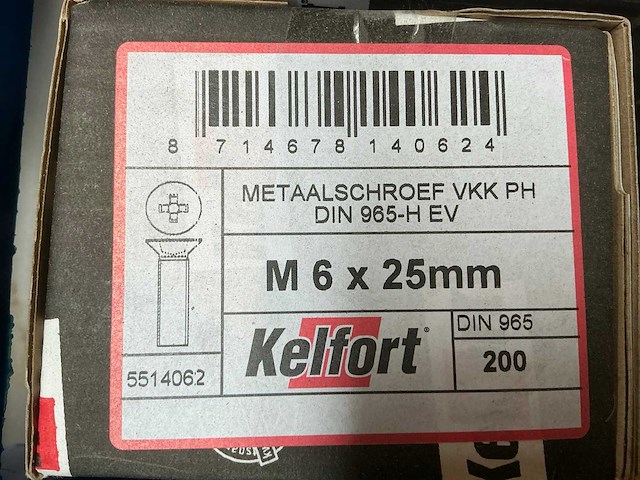 8 714678 140624
METAALSCHROEF VKK PH
DIN 965-H EV
M 6 x 25mm
Kelfort®
DIN 965
200
5514062